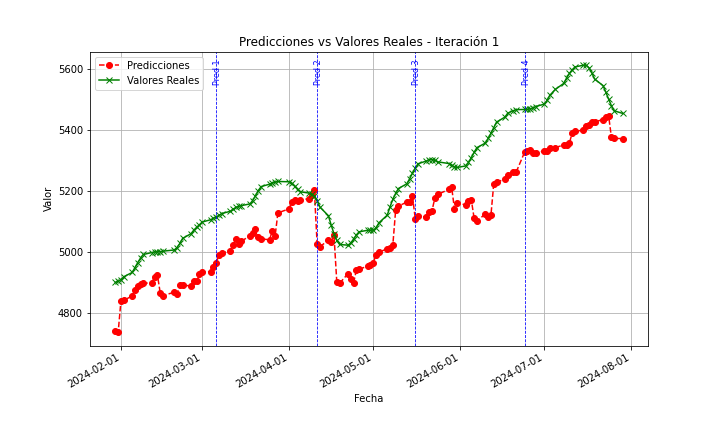 Predicciones vs Valores Reales - Iteración 1
Predicciones
Valores Reales
Pred 1
Pred 2
Pred 3
Pred 4
Valor
5600
5400
5200
5000
4800
2024-02-01
2024-03-01
2024-04-01
2024-05-01
2024-06-01
2024-07-01
2024-08-01
Fecha